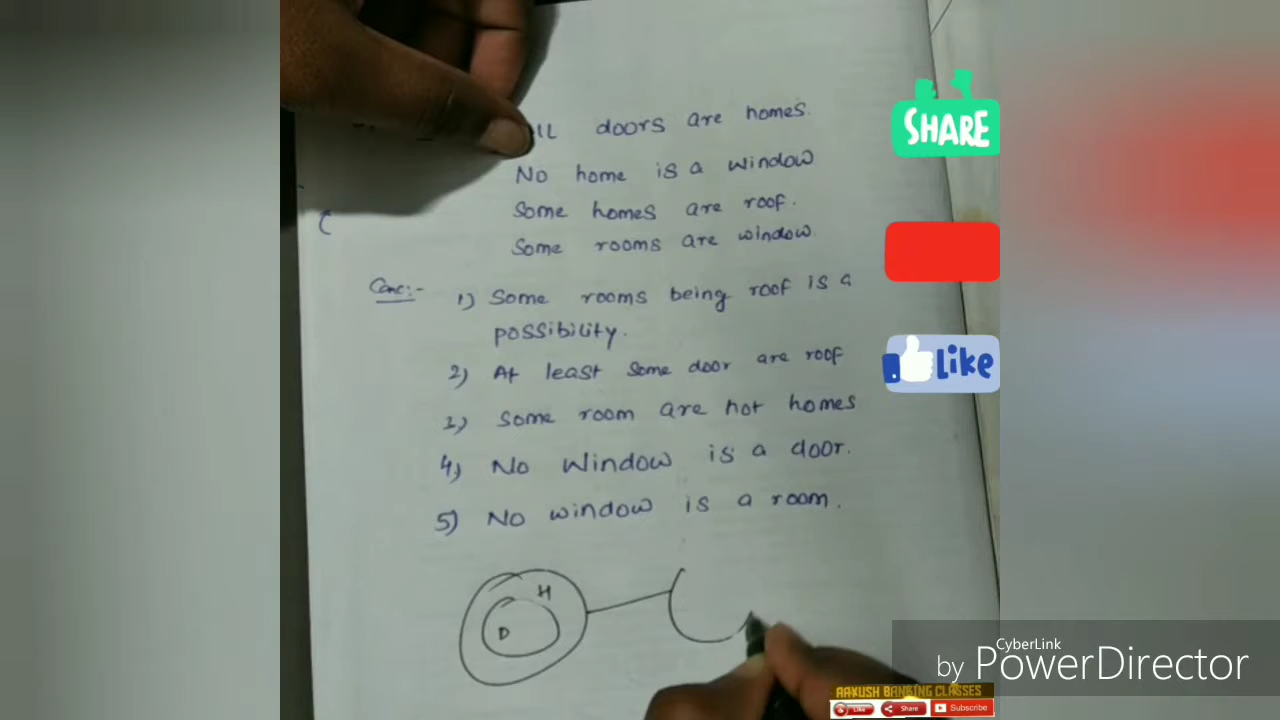 doors are homes.
No home is a window
Some homes are roof.
Some rooms are window.
Conc:-
1) Some rooms being roof is a
possibility.
2) At least some door are roof
3) Some room are not homes
4) No Window is a door.
5) No window is a room.
H
D
SHARE
Like
CyberLink
by PowerDirector
AAKUSH BANKING CLASSES
Like Share Subscribe